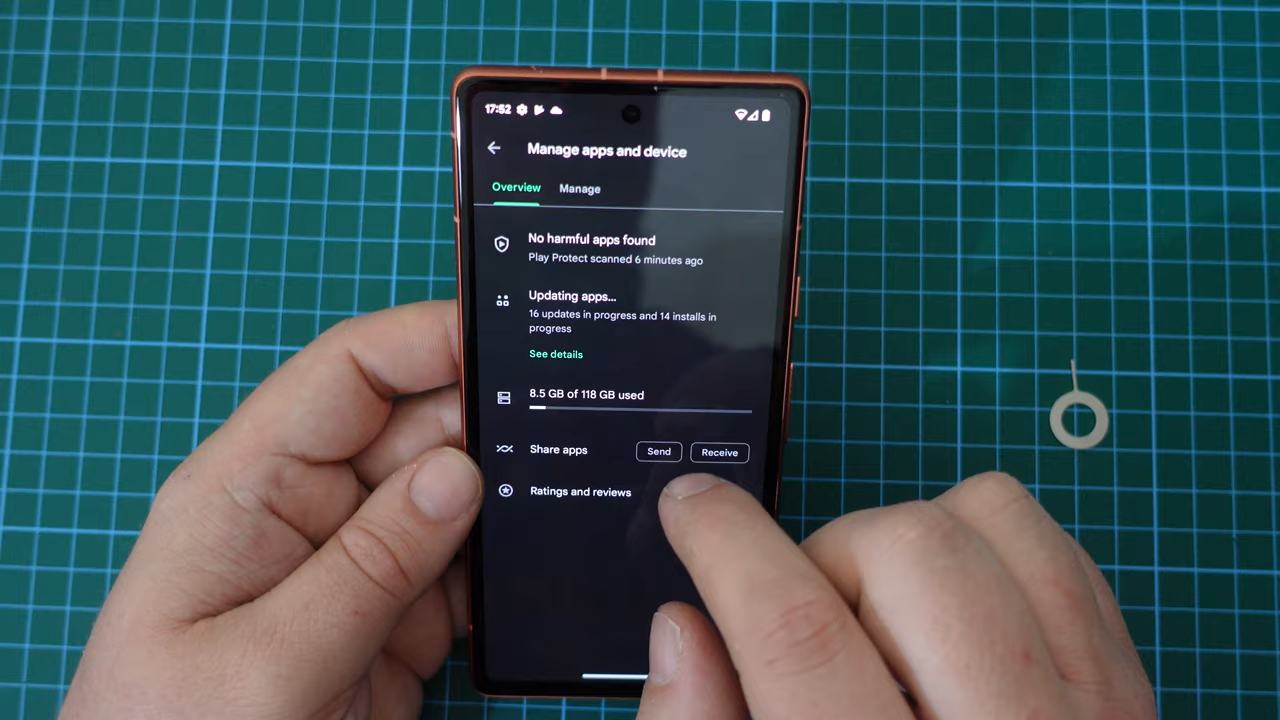 17:52
Manage apps and device
Overview Manage
No harmful apps found
Play Protect scanned 6 minutes ago
Updating apps...
16 updates in progress and 14 installs in
progress
See details
8.5 GB of 118 GB used
Share apps Send Receive
Ratings and reviews